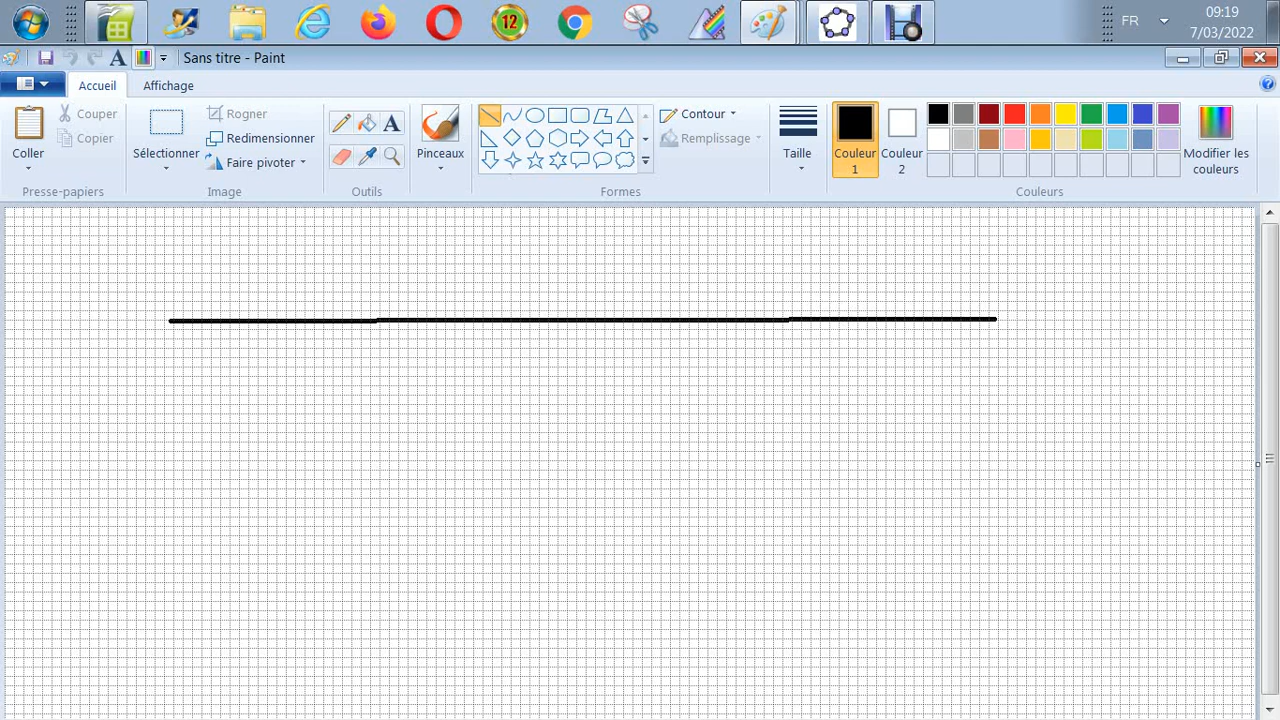 12
FR
09:19
7/03/2022
A
Sans titre - Paint
Accueil
Affichage
Coller
Couper
Copier
Presse-papiers
Sélectionner
Rogner
Redimensionner
Faire pivoter
Image
A
Outils
Pinceaux
Contour
Remplissage
Formes
Taille
Couleur
1
Couleur
2
Modifier les
couleurs
Couleurs